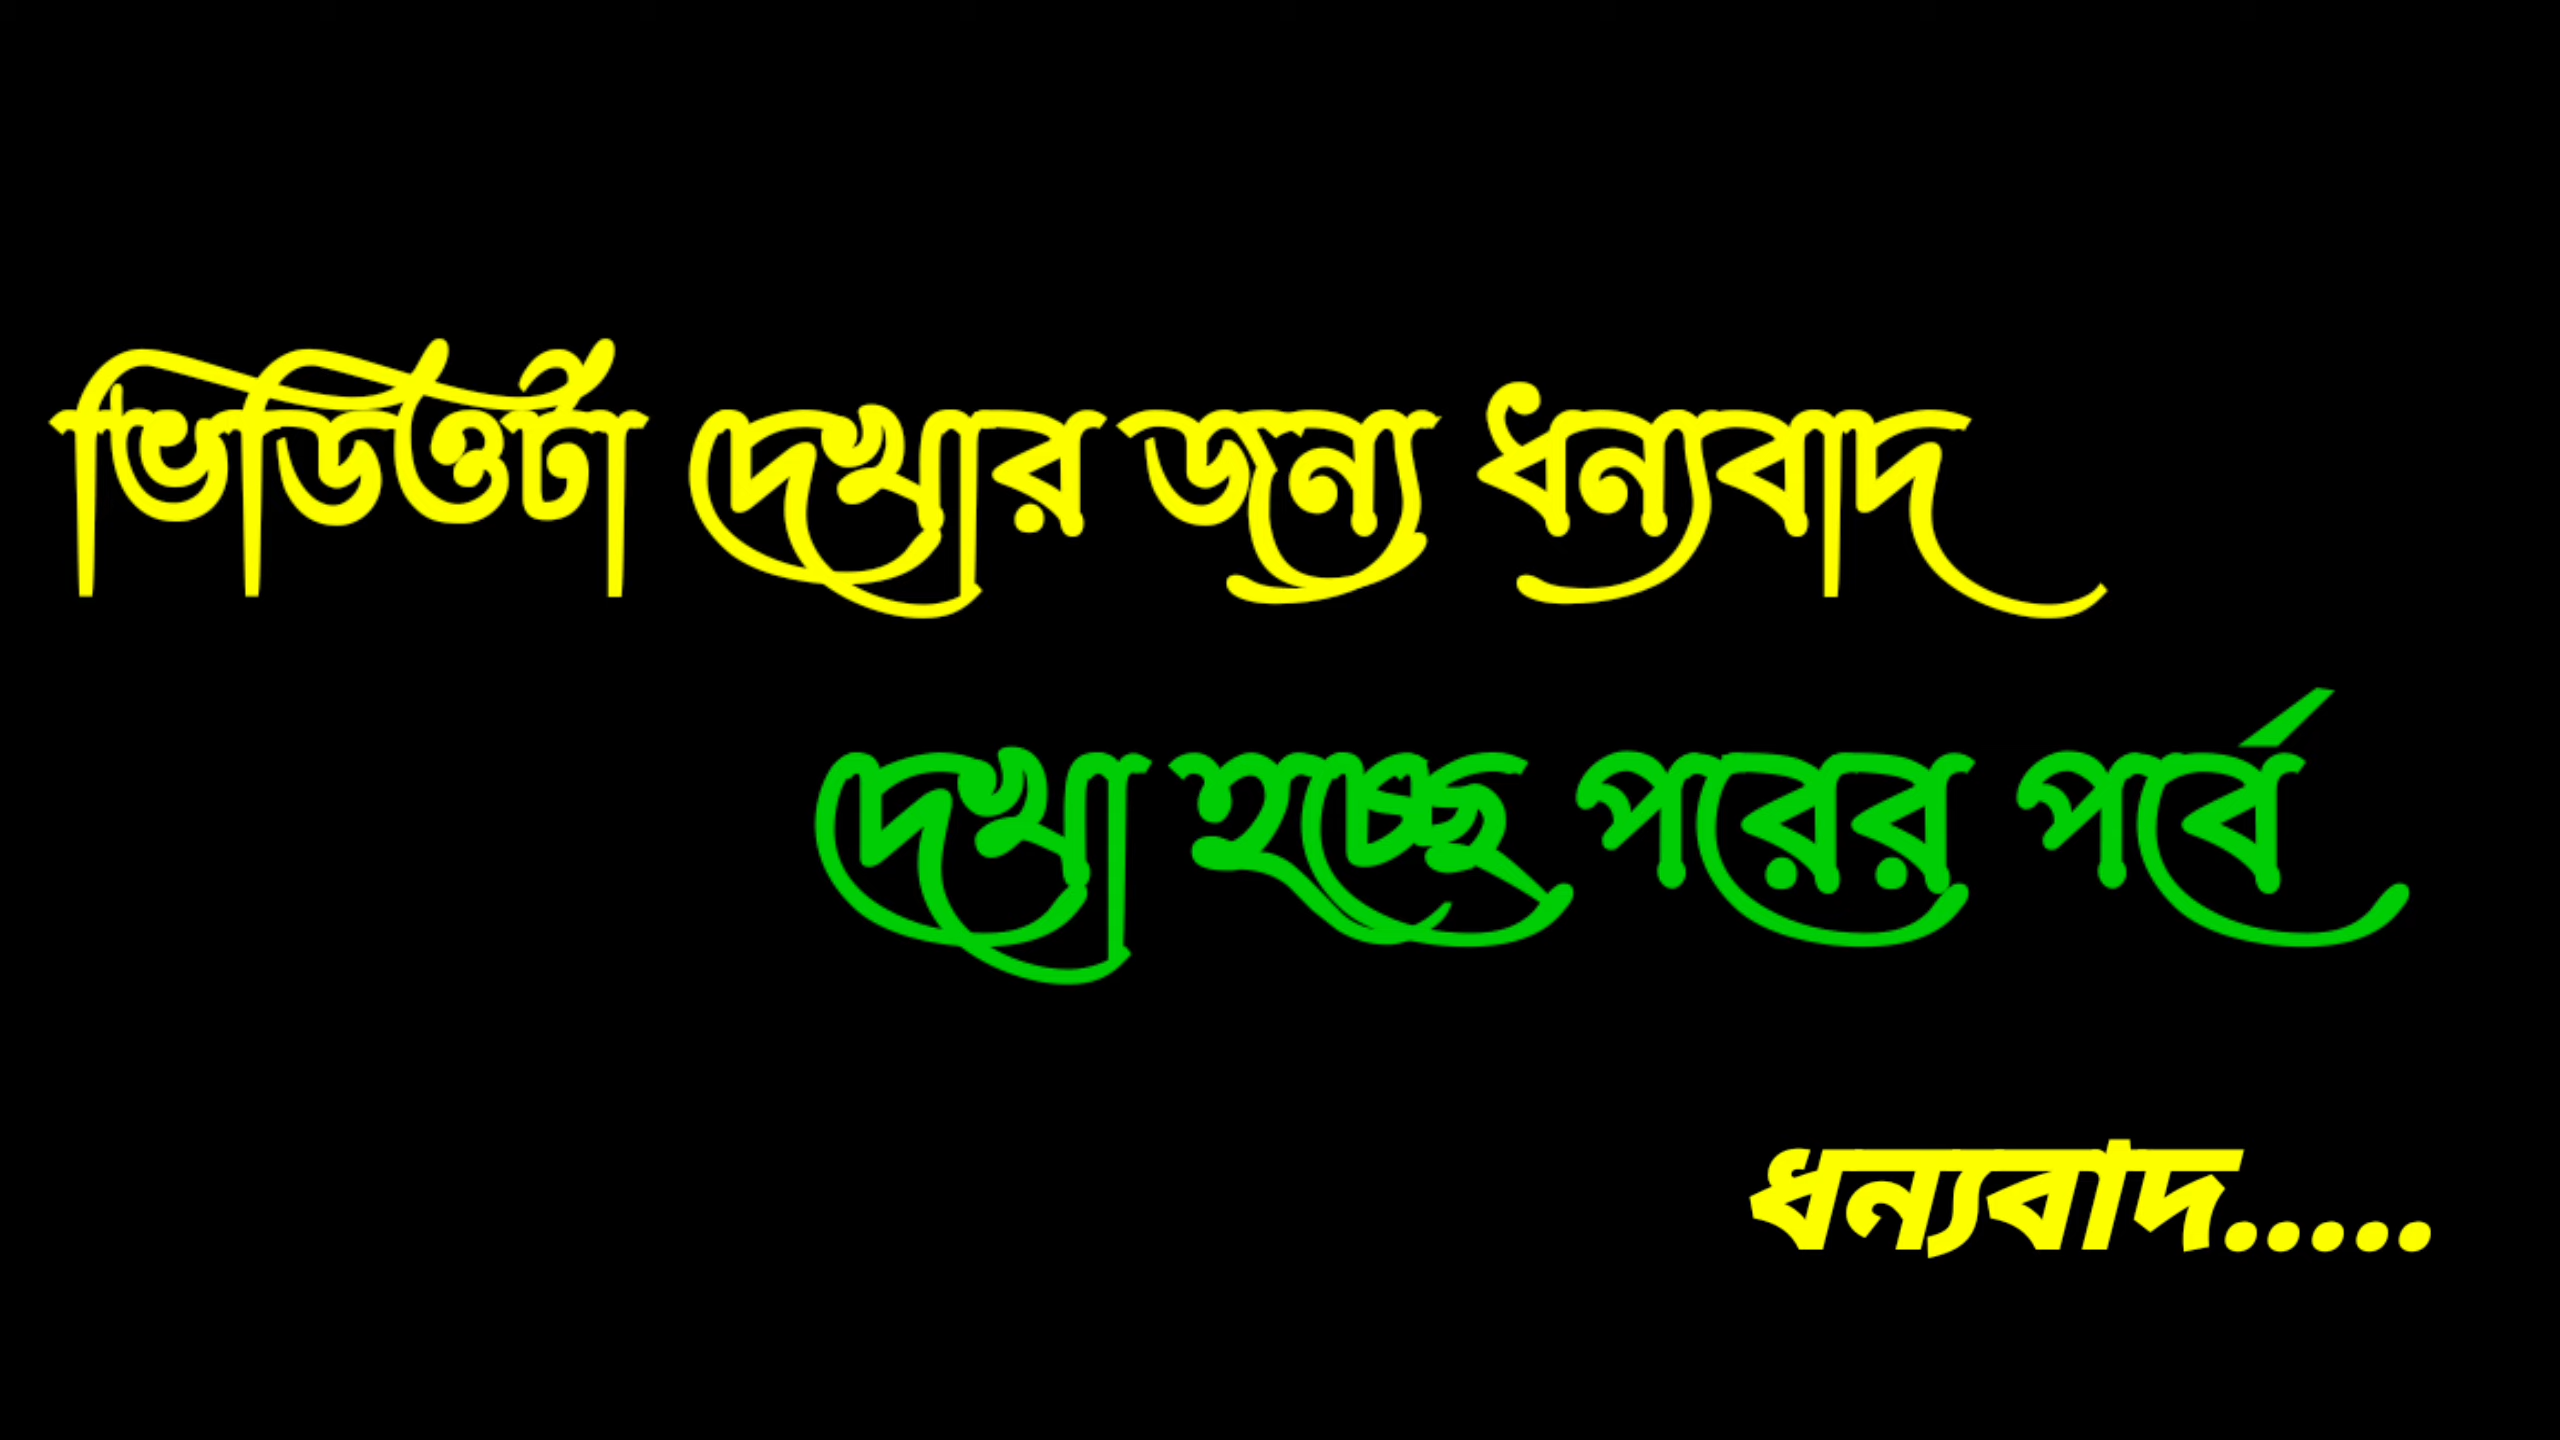 ভিডিওটা দেখার জন্য ধন্যবাদ
দেখা হচ্ছে পরের পর্বে
ধন্যবাদ.....